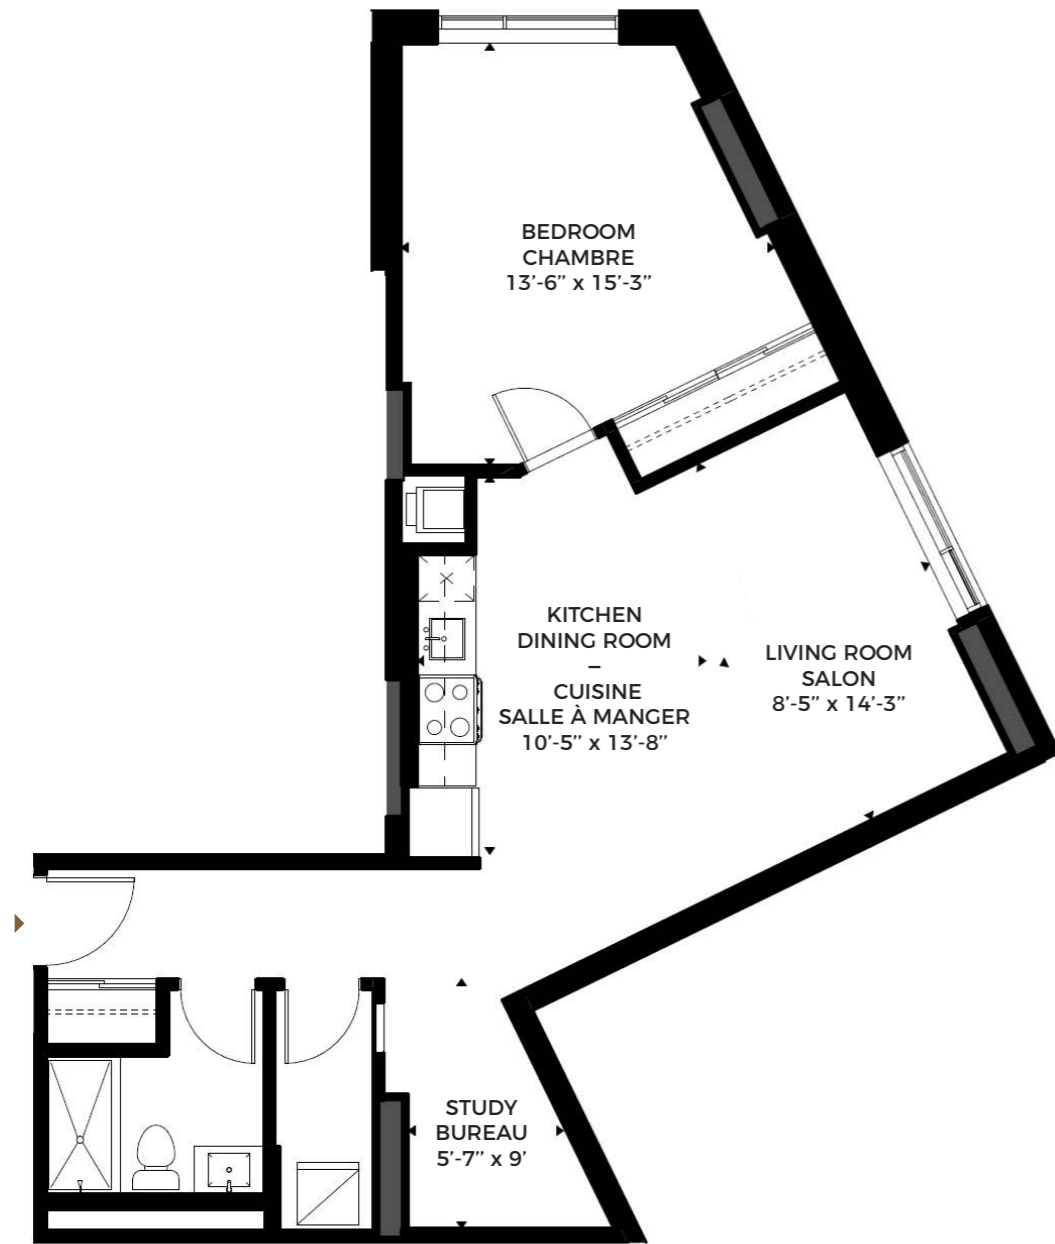 BEDROOM
CHAMBRE
13’-6” x 15’-3”
KITCHEN
DINING ROOM
–
CUISINE
SALLE À MANGER
10’-5” x 13’-8”
LIVING ROOM
SALON
8’-5” x 14’-3”
STUDY
BUREAU
5’-7” x 9’